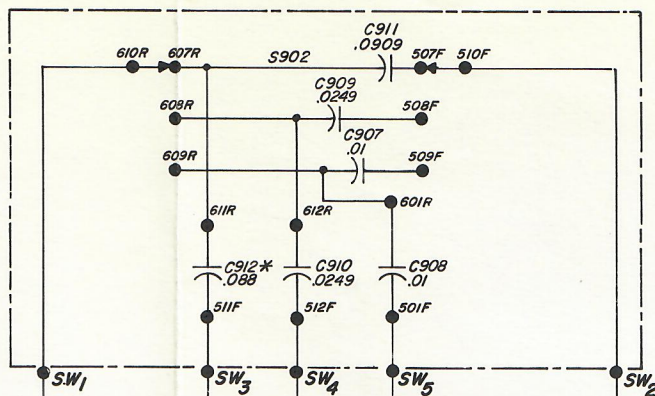 C911
.0909
610R
607R
S902
507F
510F
C909
.0249
608R
508F
C907
.01
609R
509F
601R
611R
612R
C912*
.088
C910
.0249
C908
.01
511F
512F
501F
SW1
SW3
SW4
SW5
SW2